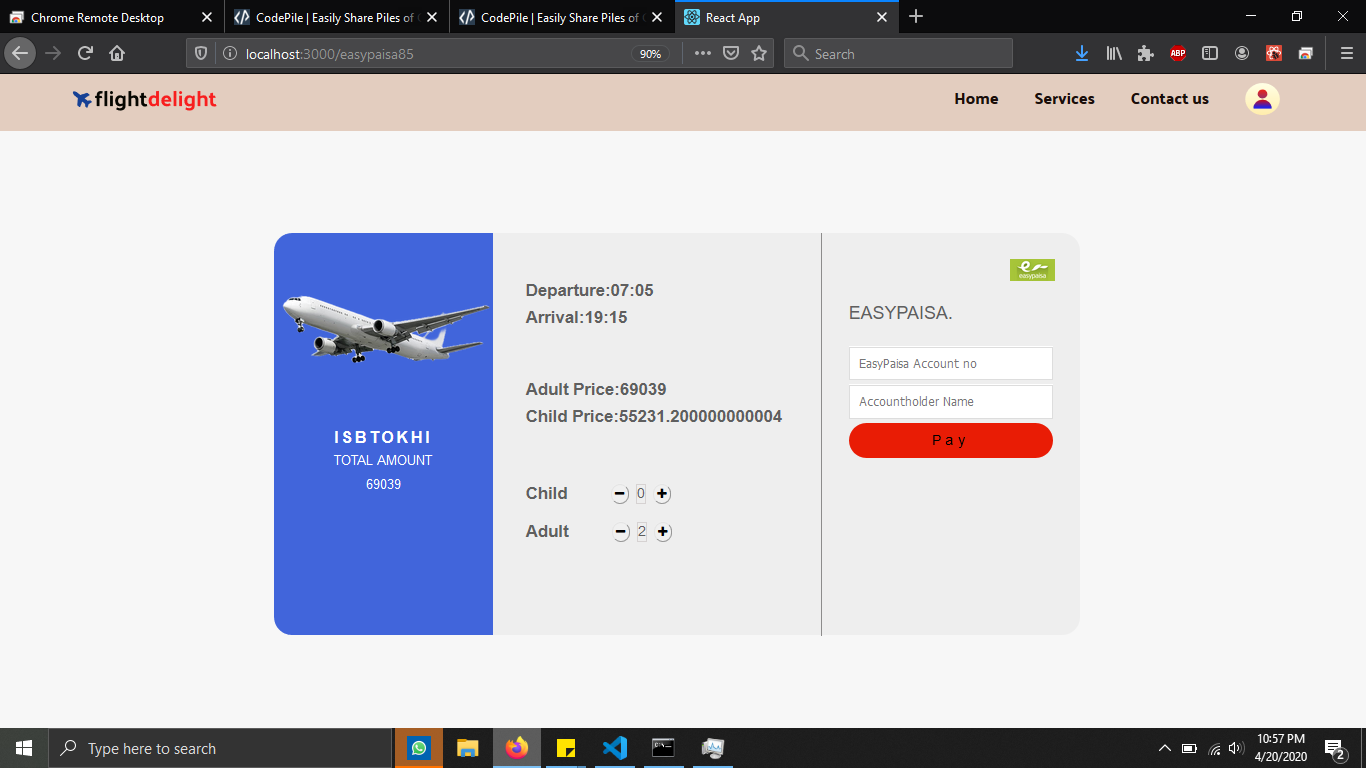 Chrome Remote Desktop
CodePile | Easily Share Piles of
CodePile | Easily Share Piles of
React App
localhost:3000/easypaisa85
90%
Search
ABP
flightdelight
Home
Services
Contact us
Departure:07:05
Arrival:19:15
Adult Price:69039
Child Price:55231.200000000004
Child
0
Adult
2
ISBTOKHI
TOTAL AMOUNT
69039
easypaisa
EASYPAISA.
EasyPaisa Account no
Accountholder Name
Pay
Type here to search
10:57 PM
4/20/2020
2